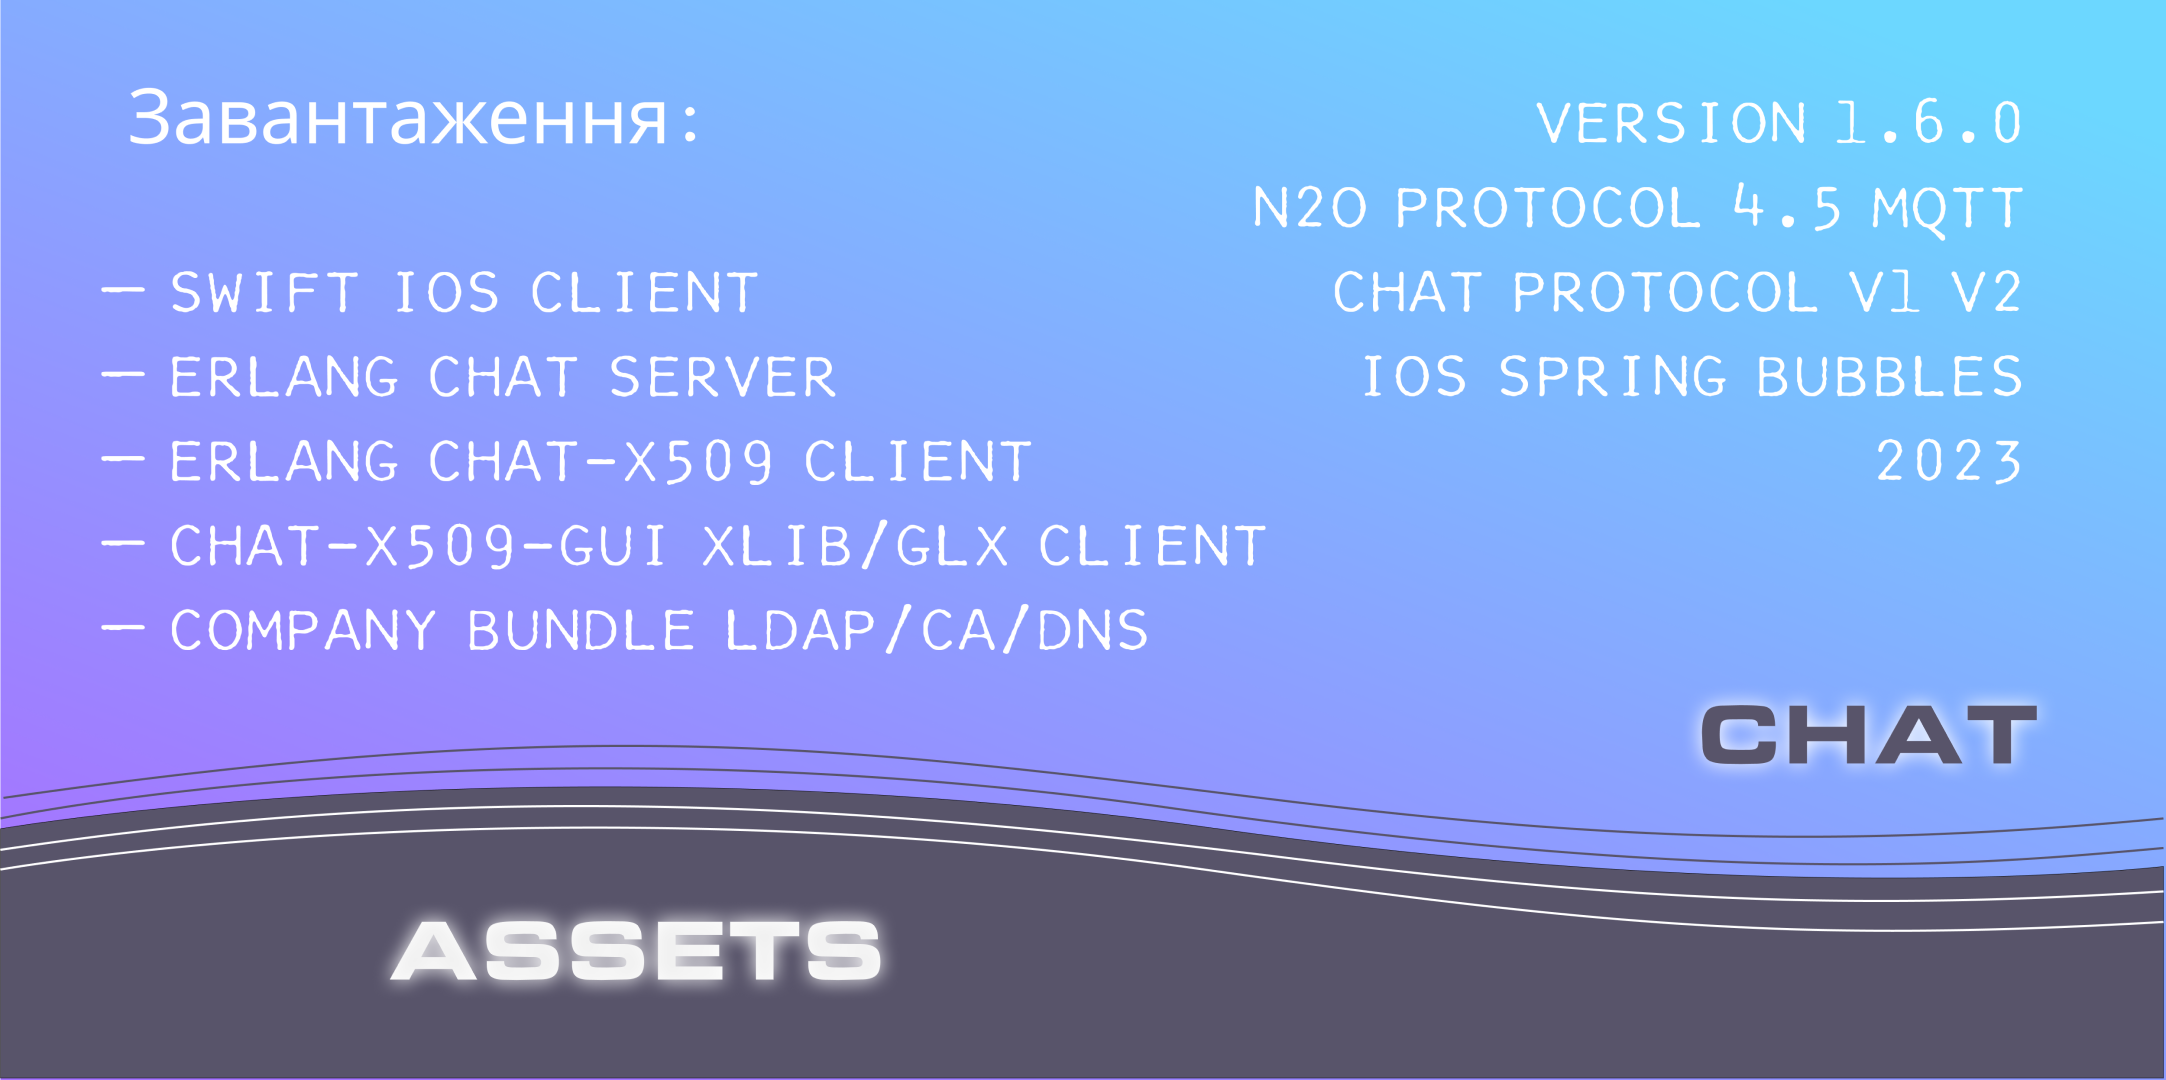 Завантаження:
— SWIFT IOS CLIENT
— ERLANG CHAT SERVER
— ERLANG CHAT-X509 CLIENT
— CHAT-X509-GUI XLIB/GLX CLIENT
— COMPANY BUNDLE LDAP/CA/DNS
VERSION 1.6.0
N2O PROTOCOL 4.5 MQTT
CHAT PROTOCOL V1 V2
IOS SPRING BUBBLES
2023
CHAT
ASSETS